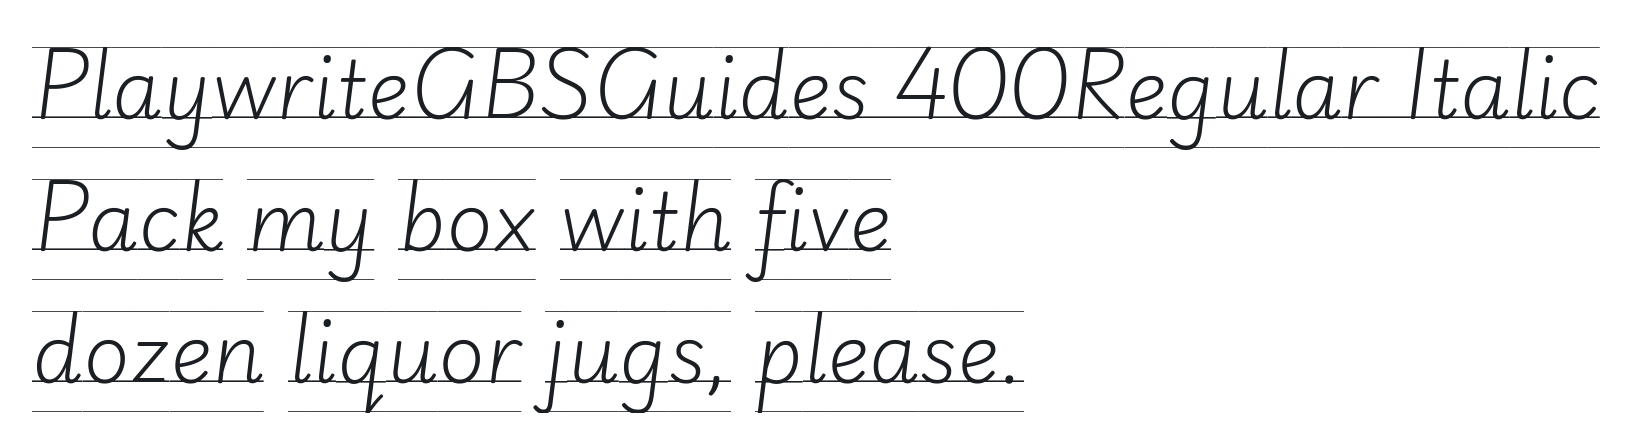 PlaywriteGBSGuides 400Regular Italic
Pack my box with five
dozen liquor jugs, please.